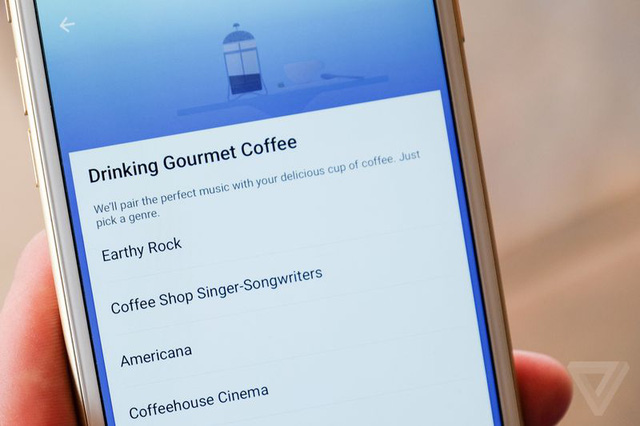 Drinking Gourmet Coffee
We'll pair the perfect music with your delicious cup of coffee. Just
pick a genre.
Earthy Rock
Coffee Shop Singer-Songwriters
Americana
Coffeehouse Cinema